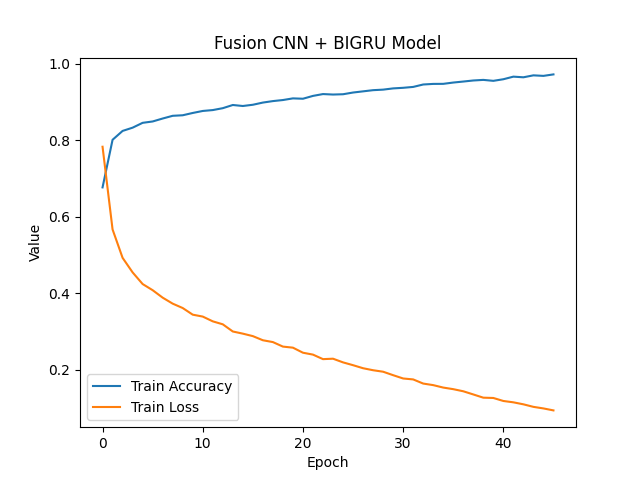 Fusion CNN + BIGRU Model
1.0
0.8
0.6
0.4
0.2
Value
Train Accuracy
Train Loss
0 10 20 30 40
Epoch